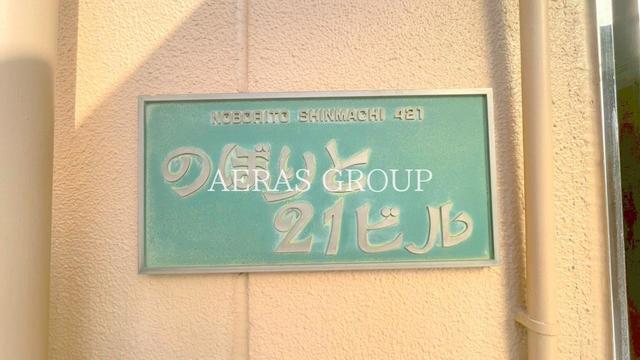 NOBORITO SHINMACHI 421
のぼりと
AERAS GROUP
21ビル